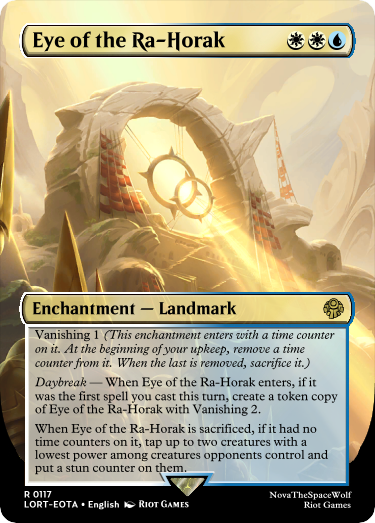 Eye of the Ra-Horak
Enchantment — Landmark
Vanishing 1 (This enchantment enters with a time counter
on it. At the beginning of your upkeep, remove a time
counter from it. When the last is removed, sacrifice it.)
Daybreak — When Eye of the Ra-Horak enters, if it
was the first spell you cast this turn, create a token copy
of Eye of the Ra-Horak with Vanishing 2.
When Eye of the Ra-Horak is sacrificed, if it had no
time counters on it, tap up to two creatures with a
lowest power among creatures opponents control and
put a stun counter on them.
R 0117
LORT-EOTA • English Riot Games
NovaTheSpaceWolf
Riot Games